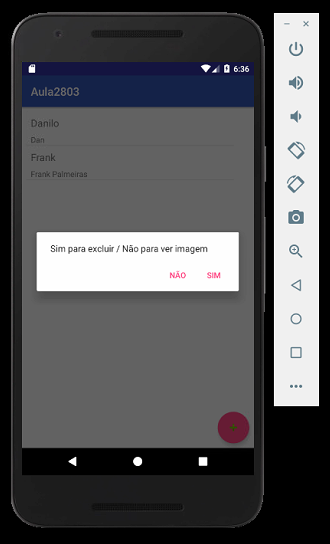 6:36
Aula2803
Danilo
Dan
Frank
Frank Palmeiras
Sim para excluir / Não para ver imagem
NÃO SIM